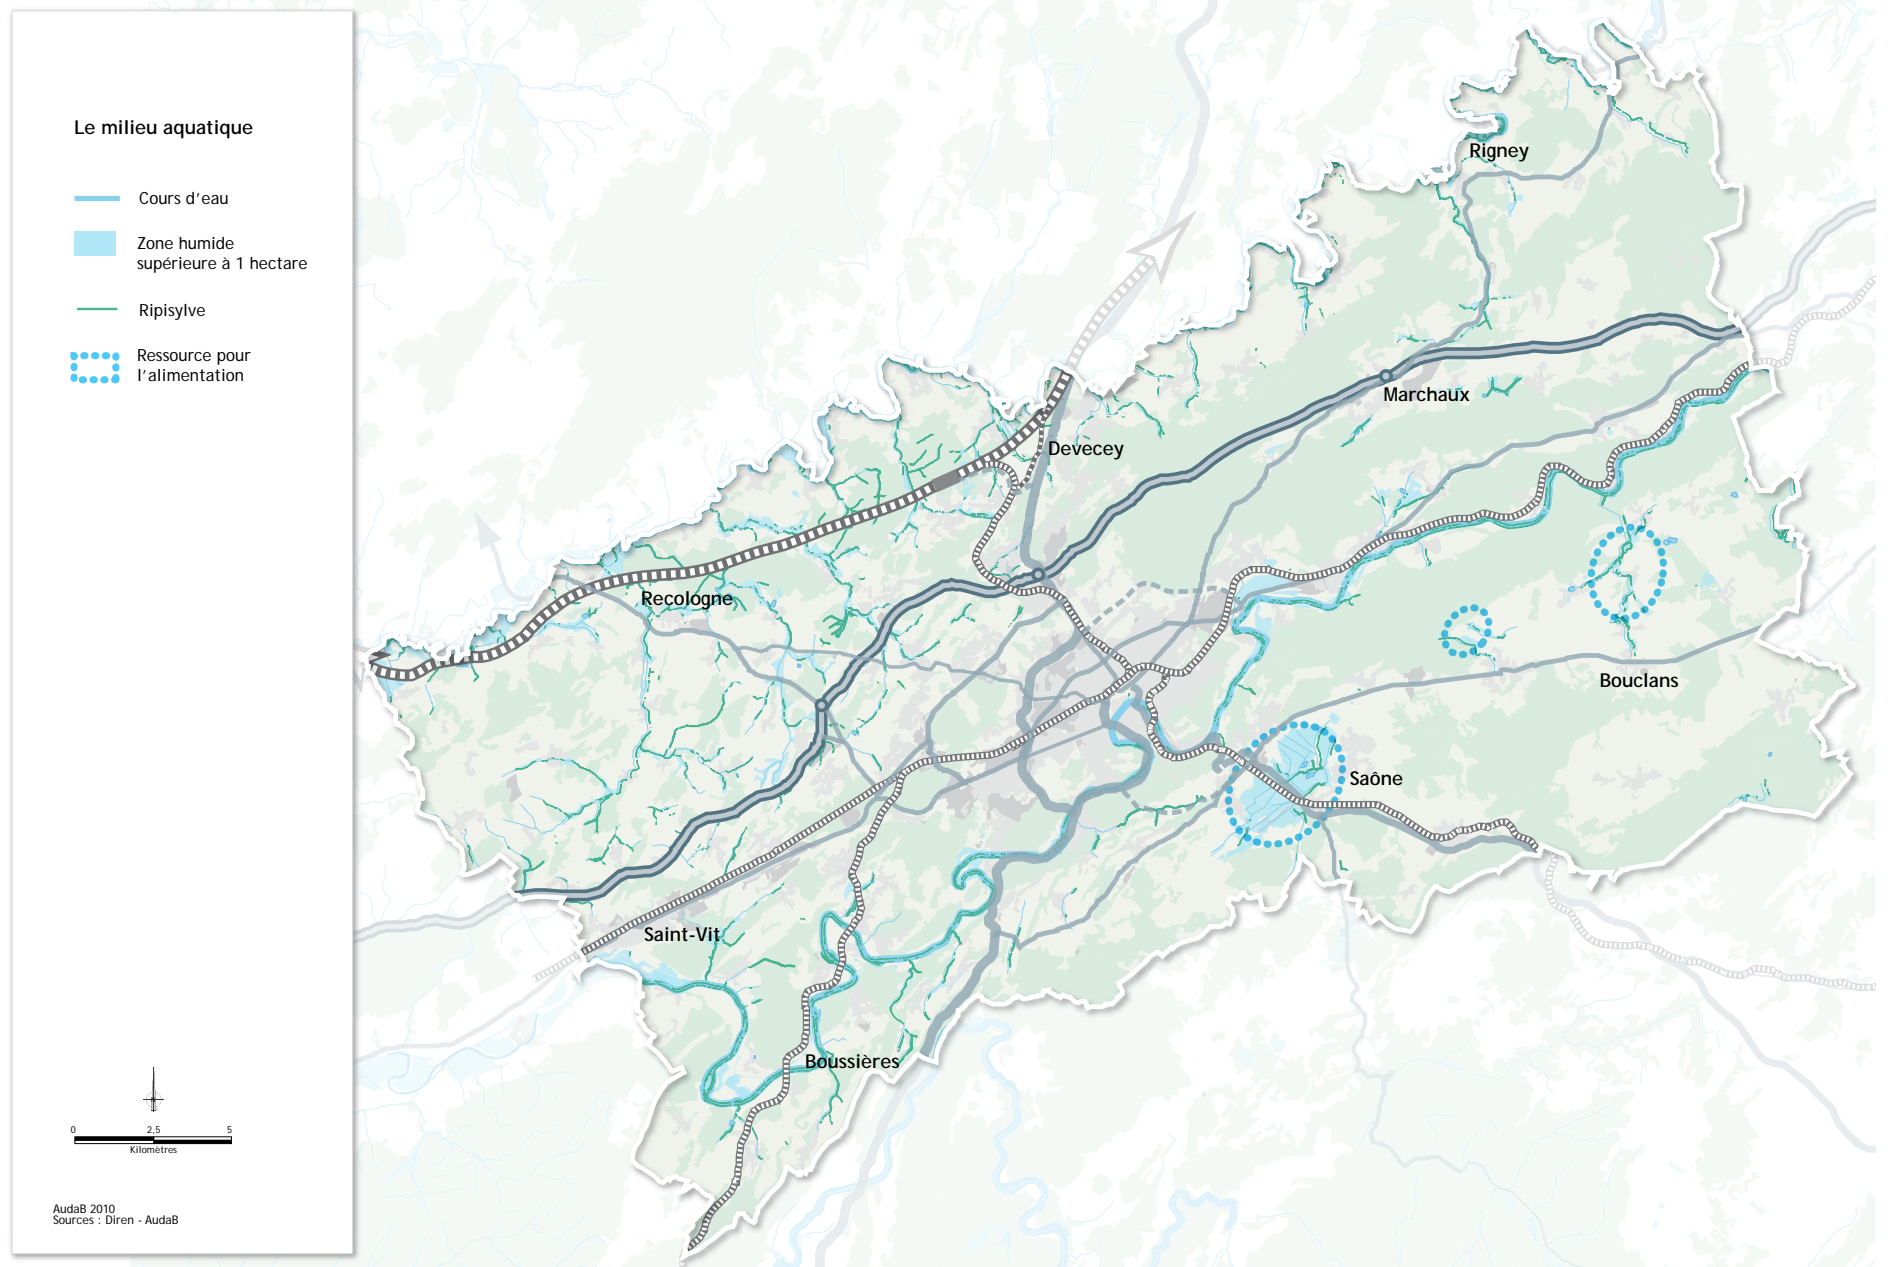 Le milieu aquatique
Cours d'eau
Zone humide
supérieure à 1 hectare
Ripisylve
Ressource pour
l'alimentation
0 2,5 5
Kilomètres
AudaB 2010
Sources : Diren - AudaB
Rigney
Marchaux
Devecey
Recologne
Bouclans
Saône
Saint-Vit
Boussières